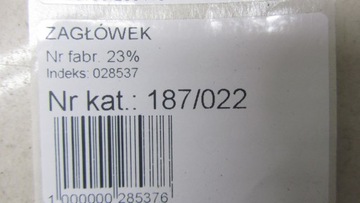 ZAGŁÓWEK
Nr fabr. 23%
Indeks: 028537
Nr kat.: 187/022
1 000000 285376